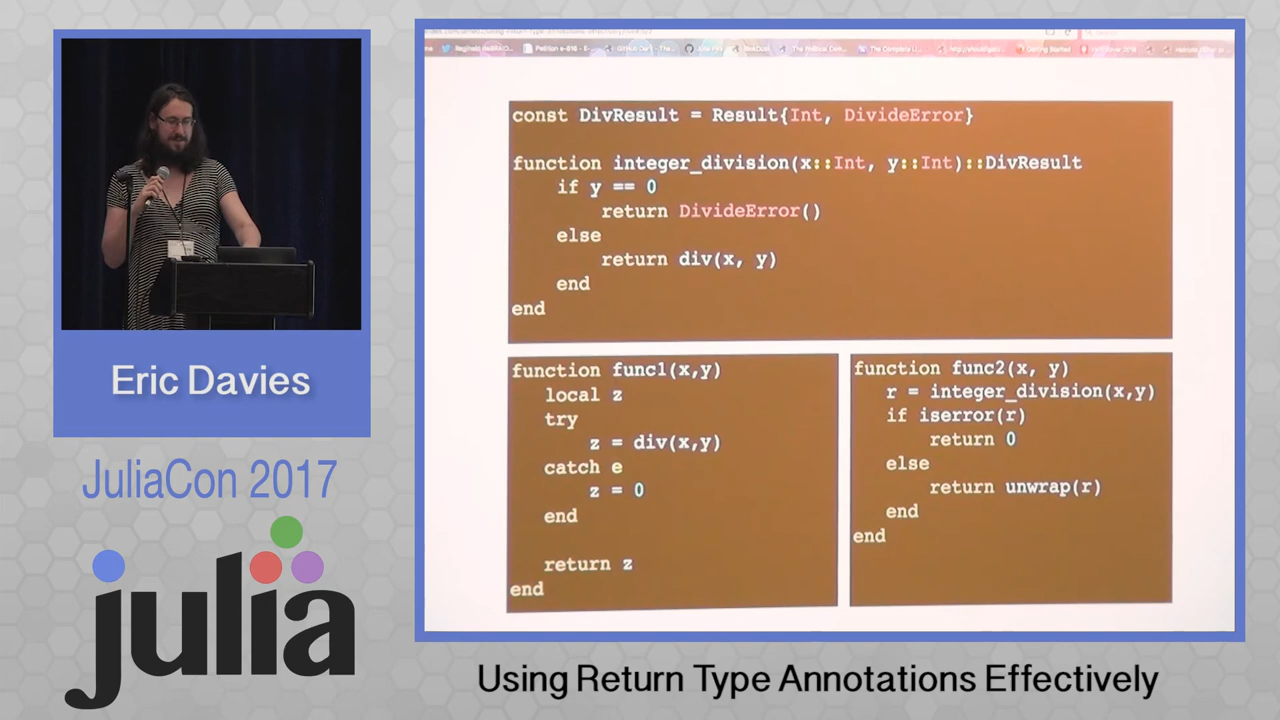 const DivResult = Result{Int, DivideError}
function integer_division(x::Int, y::Int)::DivResult
if y == 0
return DivideError()
else
return div(x, y)
end
end
function func1(x,y)
local z
try
z = div(x,y)
catch e
z = 0
end
return z
end
function func2(x, y)
r = integer_division(x,y)
if iserror(r)
return 0
else
return unwrap(r)
end
end
Eric Davies
JuliaCon 2017
julia
Using Return Type Annotations Effectively